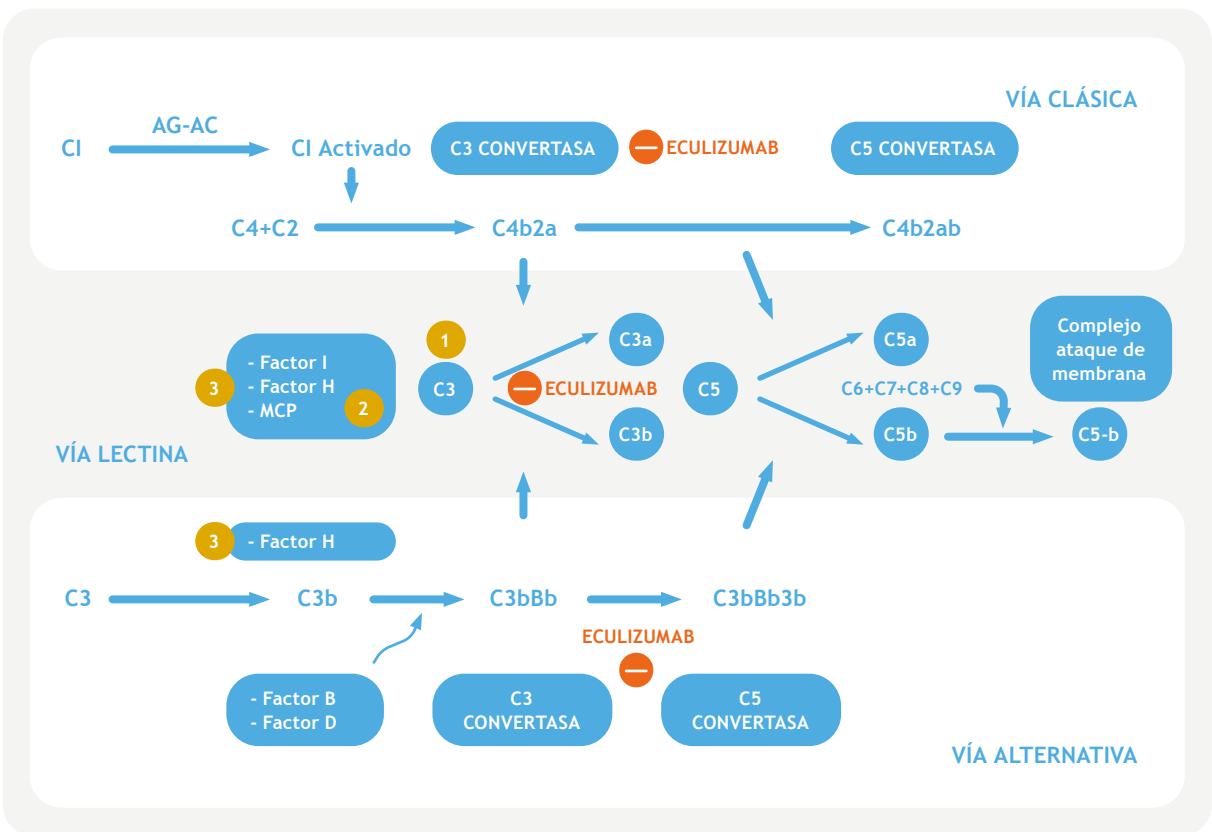 VÍA CLÁSICA
AG-AC
CI
CI Activado
C3 CONVERTASA
ECULIZUMAB
C5 CONVERTASA
C4+C2
C4b2a
C4b2ab
1
C3a
C5a
Complejo
ataque de
membrana
3
- Factor I
- Factor H
- MCP
2
C3
ECULIZUMAB
C5
C6+C7+C8+C9
C3b
C5b
C5-b
VÍA LECTINA
3
- Factor H
C3
C3b
C3bBb
C3bBb3b
ECULIZUMAB
- Factor B
- Factor D
C3
CONVERTASA
C5
CONVERTASA
VÍA ALTERNATIVA